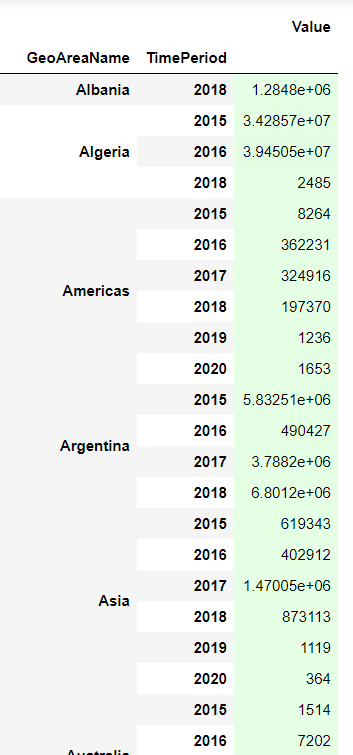 Value
GeoAreaName TimePeriod
Albania 2018 1.2848e+06
2015 3.42857e+07
Algeria 2016 3.94505e+07
2018 2485
2015 8264
2016 362231
2017 324916
Americas
2018 197370
2019 1236
2020 1653
2015 5.83251e+06
2016 490427
Argentina
2017 3.7882e+06
2018 6.8012e+06
2015 619343
2016 402912
2017 1.47005e+06
Asia
2018 873113
2019 1119
2020 364
2015 1514
2016 7202
Australia